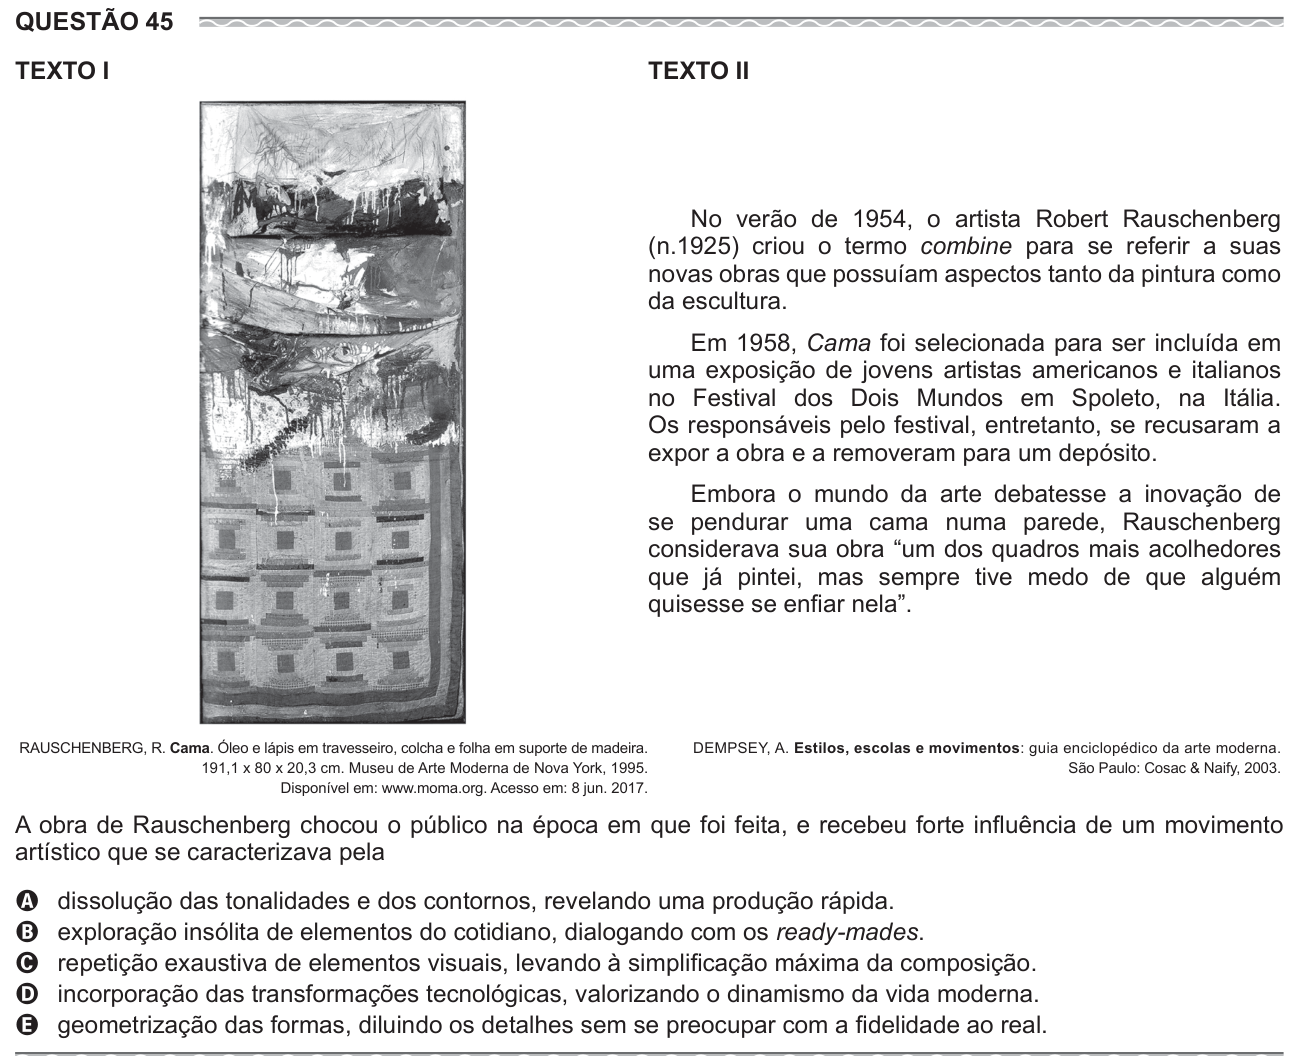 QUESTÃO 45
TEXTO I
RAUSCHENBERG, R. Cama. Óleo e lápis em travesseiro, colcha e folha em suporte de madeira.
191,1 x 80 x 20,3 cm. Museu de Arte Moderna de Nova York, 1995.
Disponível em: www.moma.org. Acesso em: 8 jun. 2017.
TEXTO II
No verão de 1954, o artista Robert Rauschenberg
(n.1925) criou o termo combine para se referir a suas
novas obras que possuíam aspectos tanto da pintura como
da escultura.
Em 1958, Cama foi selecionada para ser incluída em
uma exposição de jovens artistas americanos e italianos
no Festival dos Dois Mundos em Spoleto, na Itália.
Os responsáveis pelo festival, entretanto, se recusaram a
expor a obra e a removeram para um depósito.
Embora o mundo da arte debatesse a inovação de
se pendurar uma cama numa parede, Rauschenberg
considerava sua obra “um dos quadros mais acolhedores
que já pintei, mas sempre tive medo de que alguém
quisesse se enfiar nela”.
DEMPSEY, A. Estilos, escolas e movimentos: guia enciclopédico da arte moderna.
São Paulo: Cosac & Naify, 2003.
A obra de Rauschenberg chocou o público na época em que foi feita, e recebeu forte influência de um movimento
artístico que se caracterizava pela
A dissolução das tonalidades e dos contornos, revelando uma produção rápida.
B exploração insólita de elementos do cotidiano, dialogando com os ready-mades.
C repetição exaustiva de elementos visuais, levando à simplificação máxima da composição.
D incorporação das transformações tecnológicas, valorizando o dinamismo da vida moderna.
E geometrização das formas, diluindo os detalhes sem se preocupar com a fidelidade ao real.